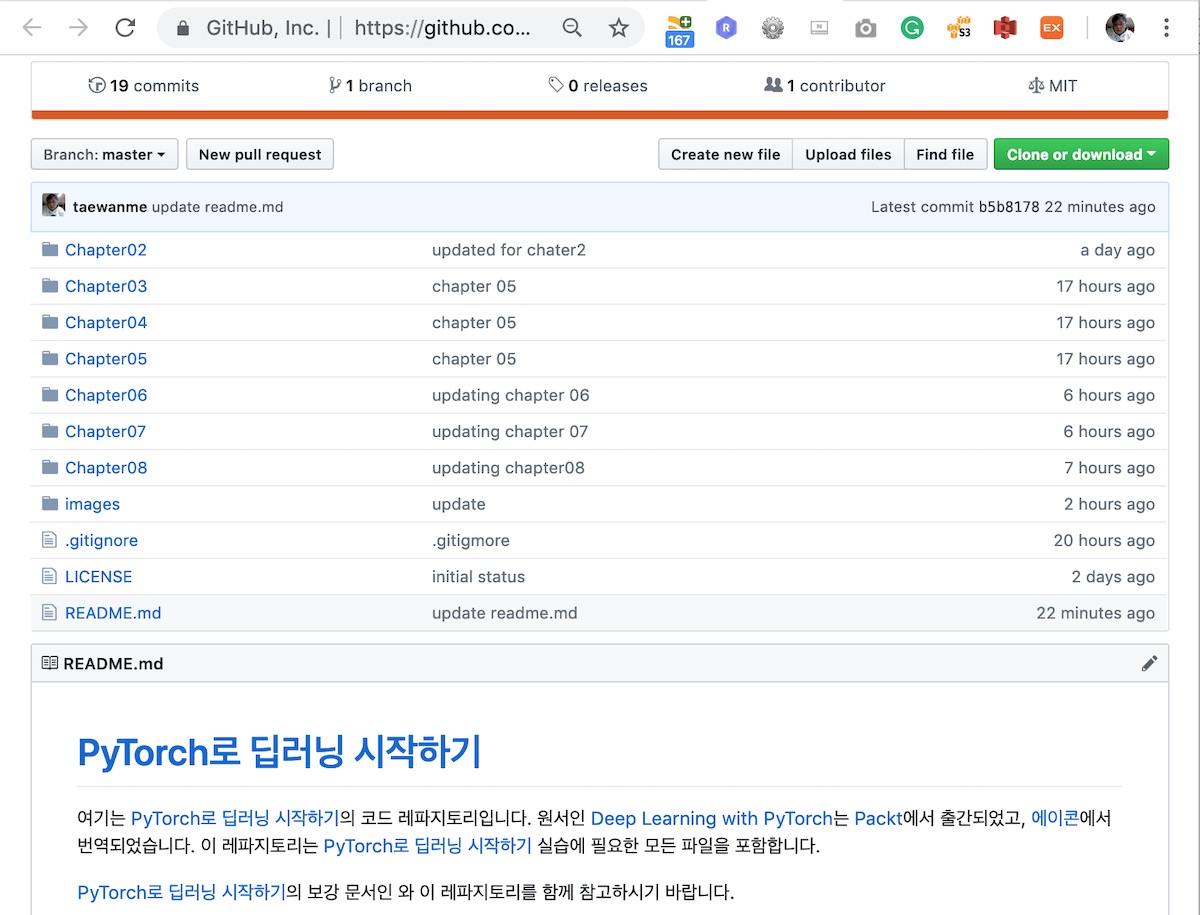 GitHub, Inc. | https://github.co...
167
R
S3
EX
19 commits 1 branch 0 releases 1 contributor MIT
Branch: master New pull request Create new file Upload files Find file Clone or download
taewanme update readme.md Latest commit b5b8178 22 minutes ago
Chapter02 updated for chater2 a day ago
Chapter03 chapter 05 17 hours ago
Chapter04 chapter 05 17 hours ago
Chapter05 chapter 05 17 hours ago
Chapter06 updating chapter 06 6 hours ago
Chapter07 updating chapter 07 6 hours ago
Chapter08 updating chapter08 7 hours ago
images update 2 hours ago
.gitignore .gitigmore 20 hours ago
LICENSE initial status 2 days ago
README.md update readme.md 22 minutes ago
README.md
PyTorch로 딥러닝 시작하기
여기는 PyTorch로 딥러닝 시작하기의 코드 레파지토리입니다. 원서인 Deep Learning with PyTorch는 Packt에서 출간되었고, 에이콘에서
번역되었습니다. 이 레파지토리는 PyTorch로 딥러닝 시작하기 실습에 필요한 모든 파일을 포함합니다.
PyTorch로 딥러닝 시작하기의 보강 문서인 와 이 레파지토리를 함께 참고하시기 바랍니다.